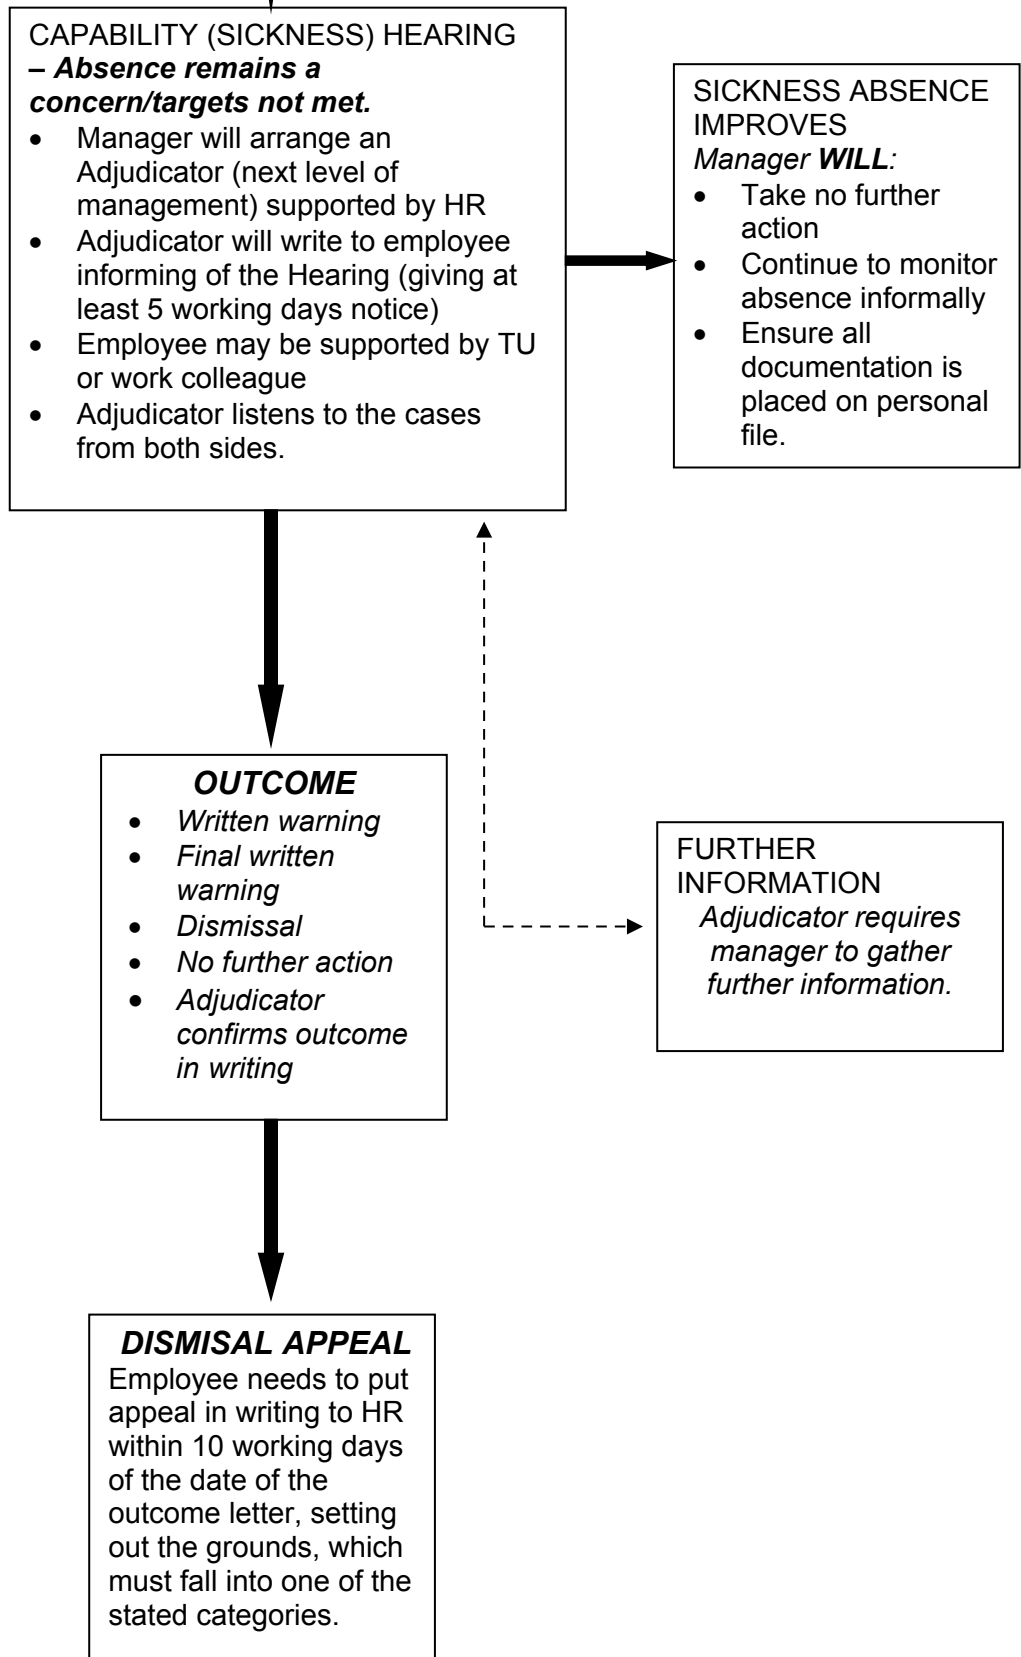 CAPABILITY (SICKNESS) HEARING
– Absence remains a
concern/targets not met.
• Manager will arrange an
Adjudicator (next level of
management) supported by HR
• Adjudicator will write to employee
informing of the Hearing (giving at
least 5 working days notice)
• Employee may be supported by TU
or work colleague
• Adjudicator listens to the cases
from both sides.
SICKNESS ABSENCE
IMPROVES
Manager WILL:
• Take no further
action
• Continue to monitor
absence informally
• Ensure all
documentation is
placed on personal
file.
OUTCOME
• Written warning
• Final written
warning
• Dismissal
• No further action
• Adjudicator
confirms outcome
in writing
FURTHER
INFORMATION
Adjudicator requires
manager to gather
further information.
DISMISAL APPEAL
Employee needs to put
appeal in writing to HR
within 10 working days
of the date of the
outcome letter, setting
out the grounds, which
must fall into one of the
stated categories.